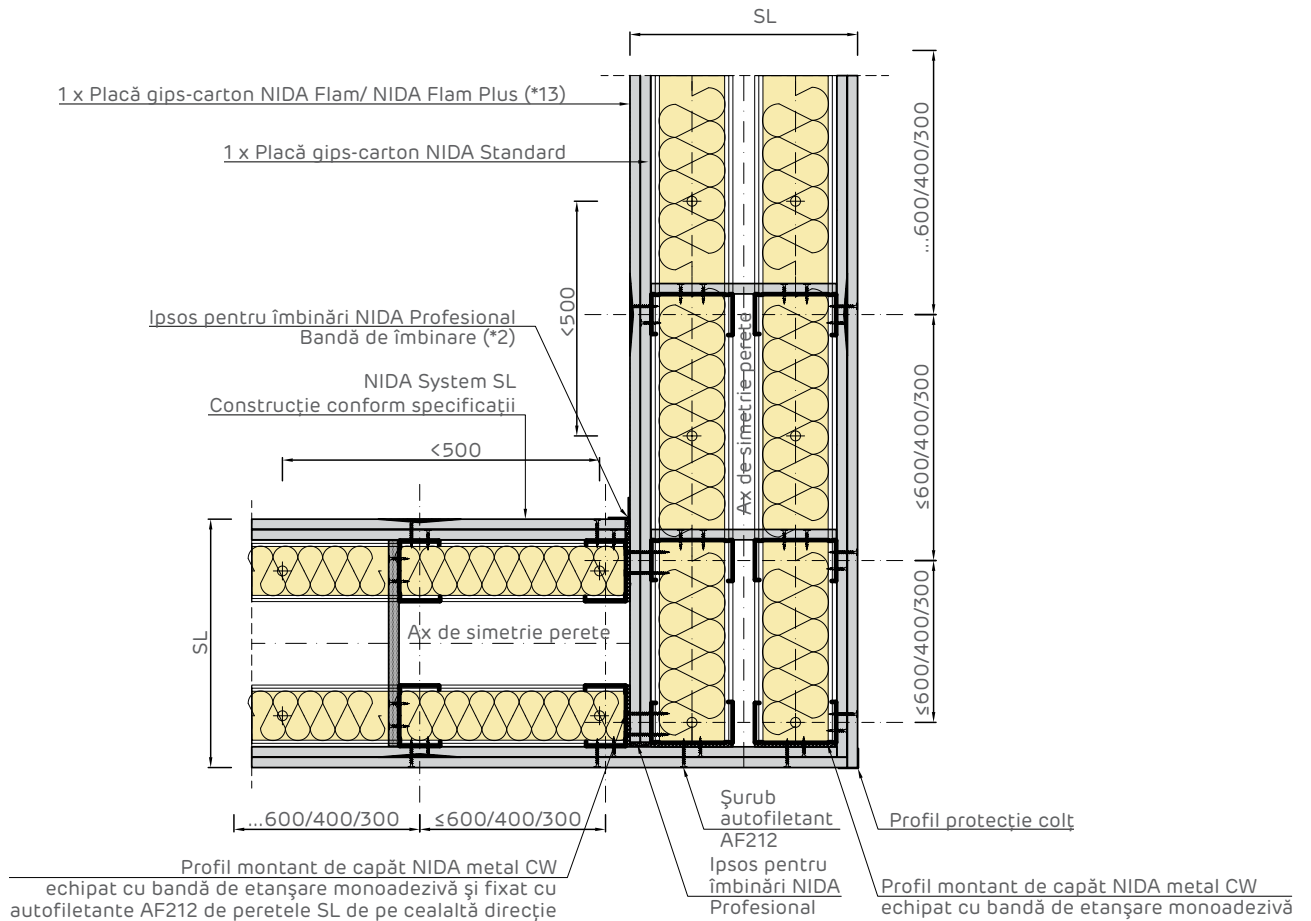 SL
1 x Placă gips-carton NIDA Flam/ NIDA Flam Plus (*13)
1 x Placă gips-carton NIDA Standard
...600/400/300
<500
Ipsos pentru îmbinări NIDA Profesional
Bandă de îmbinare (*2)
Ax de simetrie perete
NIDA System SL
Construcție conform specificații
≤600/400/300
<500
SL
Ax de simetrie perete
≤600/400/300
...600/400/300
≤600/400/300
Șurub
autofiletant
AF212
Profil protecție colț
Profil montant de capăt NIDA metal CW
echipat cu bandă de etanșare monoadezivă și fixat cu
autofiletante AF212 de peretele SL de pe cealaltă direcție
Ipsos pentru
îmbinări NIDA
Profesional
Profil montant de capăt NIDA metal CW
echipat cu bandă de etanșare monoadezivă